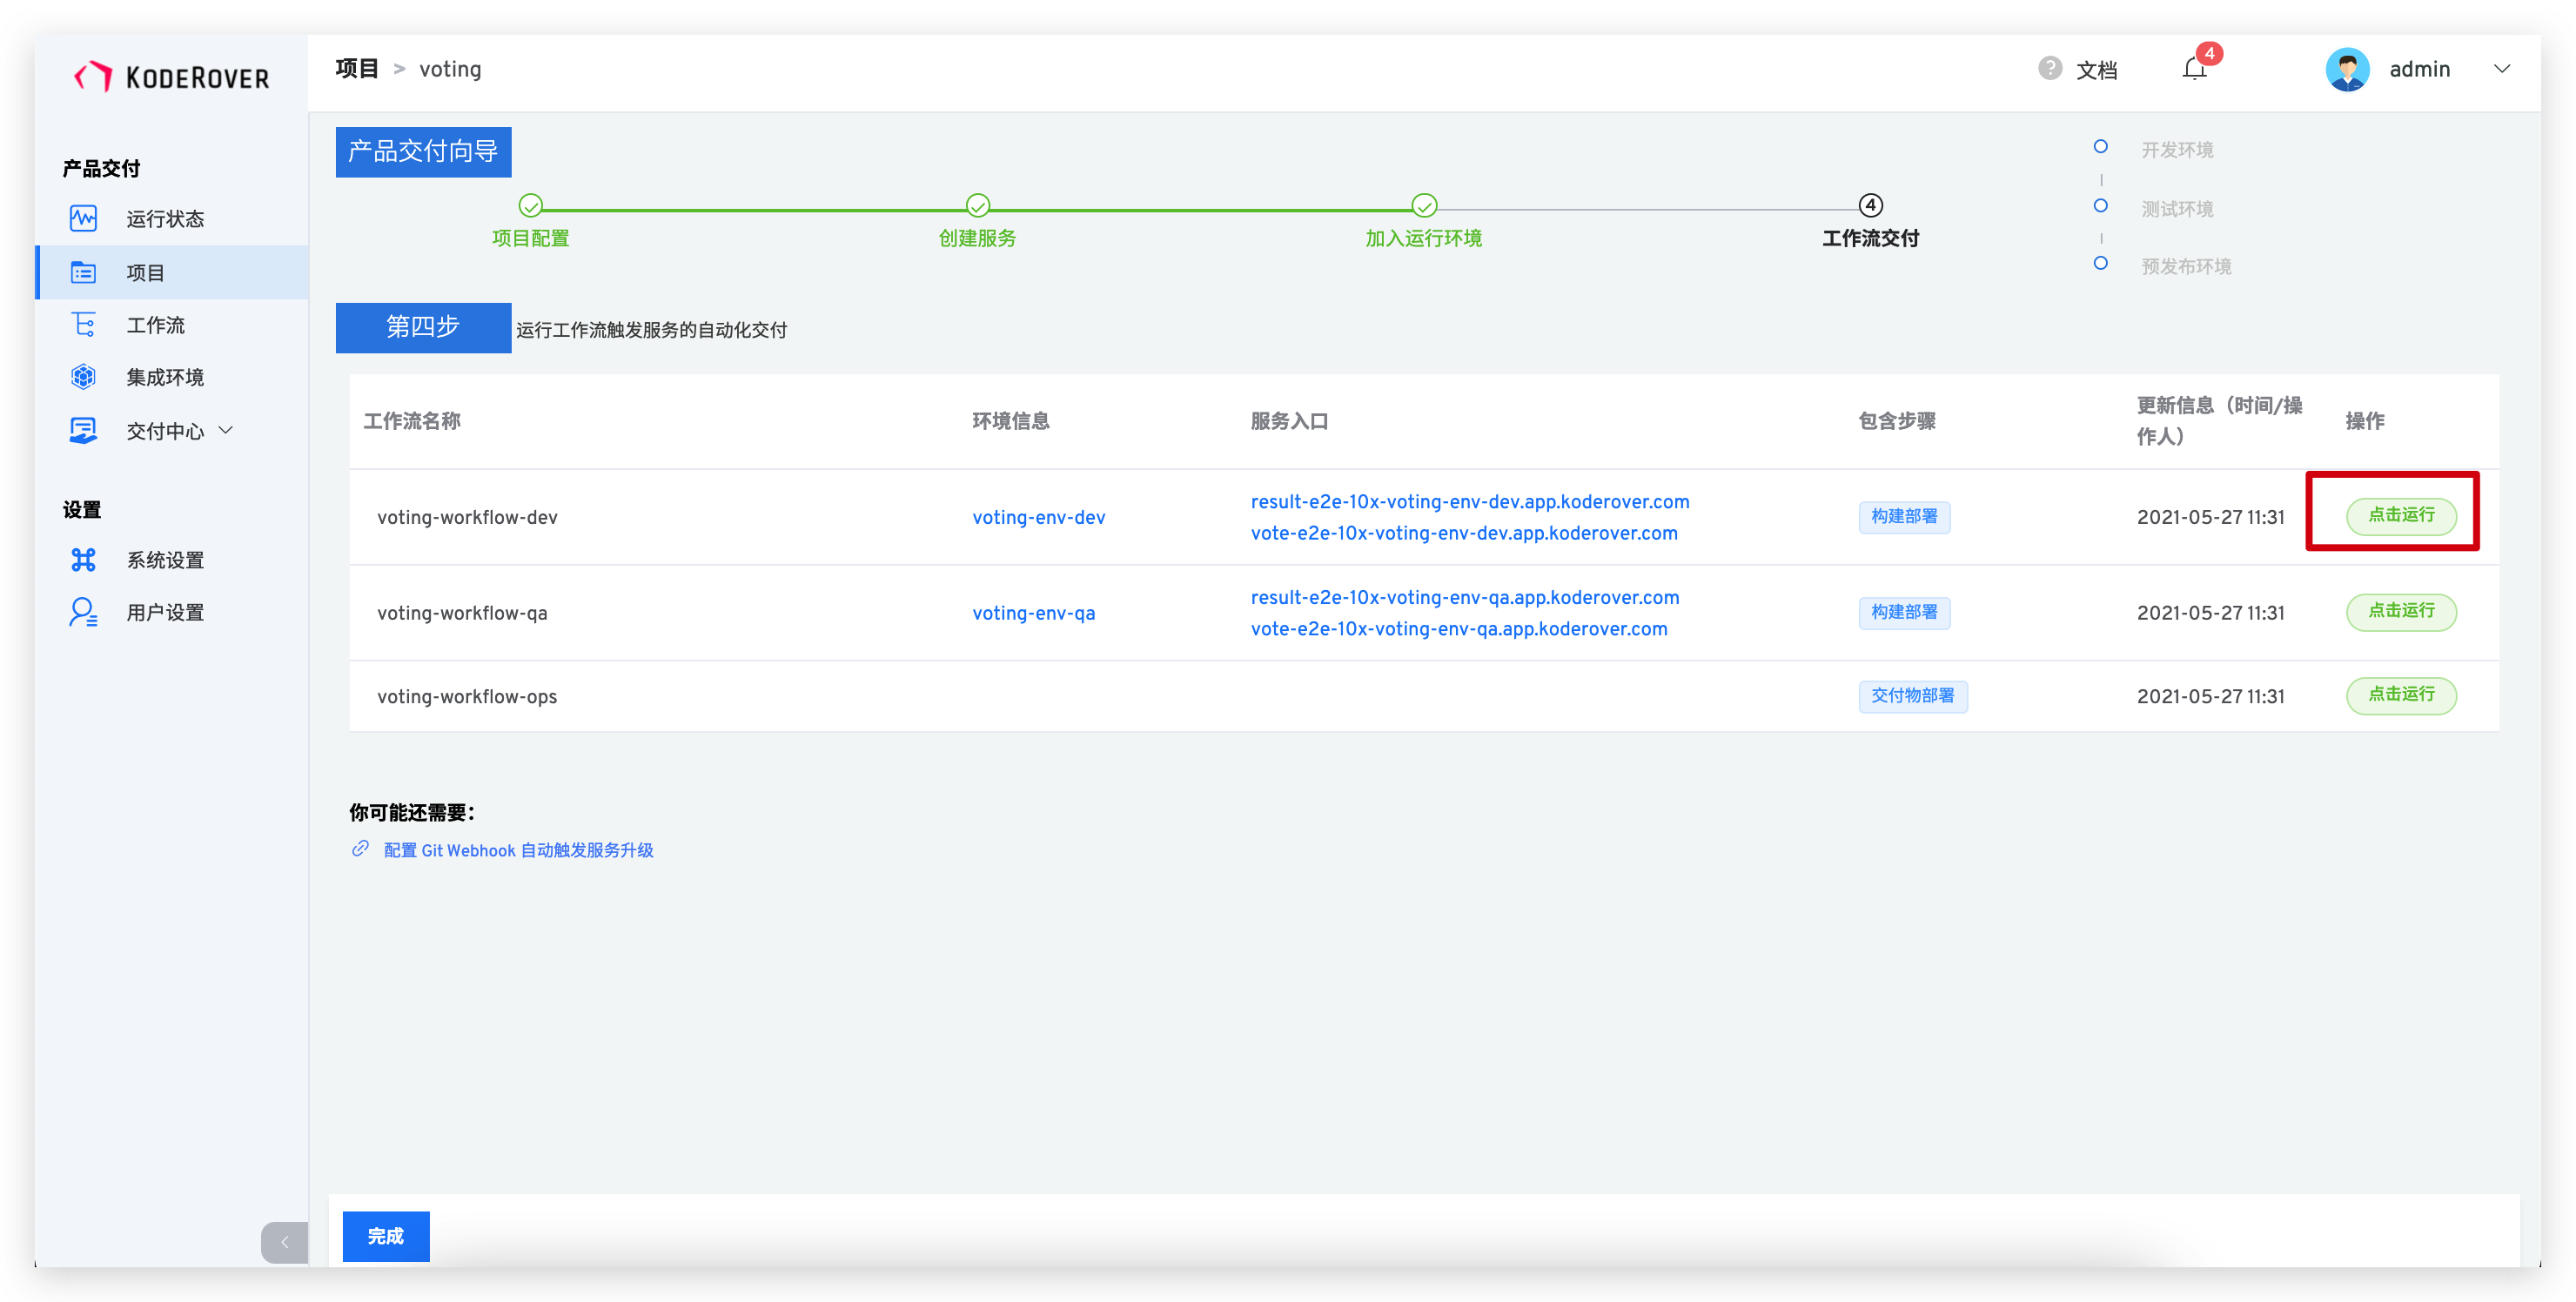 KODEROVER
项目 > voting
? 文档
4
admin
产品交付
运行状态
项目
工作流
集成环境
交付中心
设置
系统设置
用户设置
产品交付向导
项目配置
创建服务
加入运行环境
4
工作流交付
开发环境
测试环境
预发布环境
第四步 运行工作流触发服务的自动化交付
工作流名称 环境信息 服务入口 包含步骤 更新信息（时间/操
作人） 操作
voting-workflow-dev voting-env-dev result-e2e-10x-voting-env-dev.app.koderover.com
vote-e2e-10x-voting-env-dev.app.koderover.com 构建部署 2021-05-27 11:31 点击运行
voting-workflow-qa voting-env-qa result-e2e-10x-voting-env-qa.app.koderover.com
vote-e2e-10x-voting-env-qa.app.koderover.com 构建部署 2021-05-27 11:31 点击运行
voting-workflow-ops 交付物部署 2021-05-27 11:31 点击运行
你可能还需要：
配置 Git Webhook 自动触发服务升级
完成